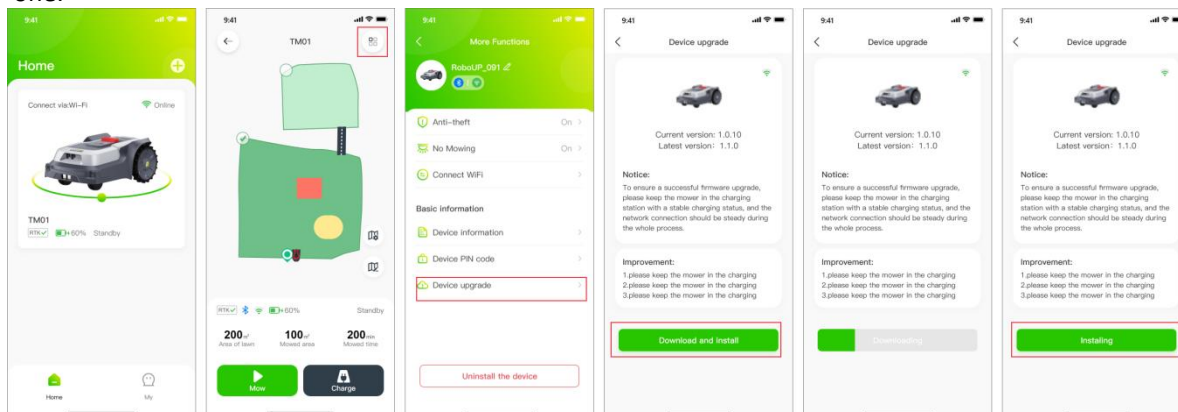 one.
9:41
Home
Connect via:Wi-Fi
Online
TM01
RTK
60%
Standby
Home
My
9:41
TM01
RTK
60%
Standby
200 m²
100 m²
200 min
Area of lawn
Mowed area
Mowed time
Mow
Charge
9:41
More Functions
RoboUP_091
Anti-theft
On
No Mowing
On
Connect WiFi
Basic information
Device information
Device PIN code
Device upgrade
Uninstall the device
9:41
Device upgrade
Current version: 1.0.10
Latest version: 1.1.0
Notice:
To ensure a successful firmware upgrade,
please keep the mower in the charging
station with a stable charging status, and the
network connection should be steady during
the whole process.
Improvement:
1.please keep the mower in the charging
2.please keep the mower in the charging
3.please keep the mower in the charging
Download and install
9:41
Device upgrade
Current version: 1.0.10
Latest version: 1.1.0
Notice:
To ensure a successful firmware upgrade,
please keep the mower in the charging
station with a stable charging status, and the
network connection should be steady during
the whole process.
Improvement:
1.please keep the mower in the charging
2.please keep the mower in the charging
3.please keep the mower in the charging
Downloading
9:41
Device upgrade
Current version: 1.0.10
Latest version: 1.1.0
Notice:
To ensure a successful firmware upgrade,
please keep the mower in the charging
station with a stable charging status, and the
network connection should be steady during
the whole process.
Improvement:
1.please keep the mower in the charging
2.please keep the mower in the charging
3.please keep the mower in the charging
Instaling